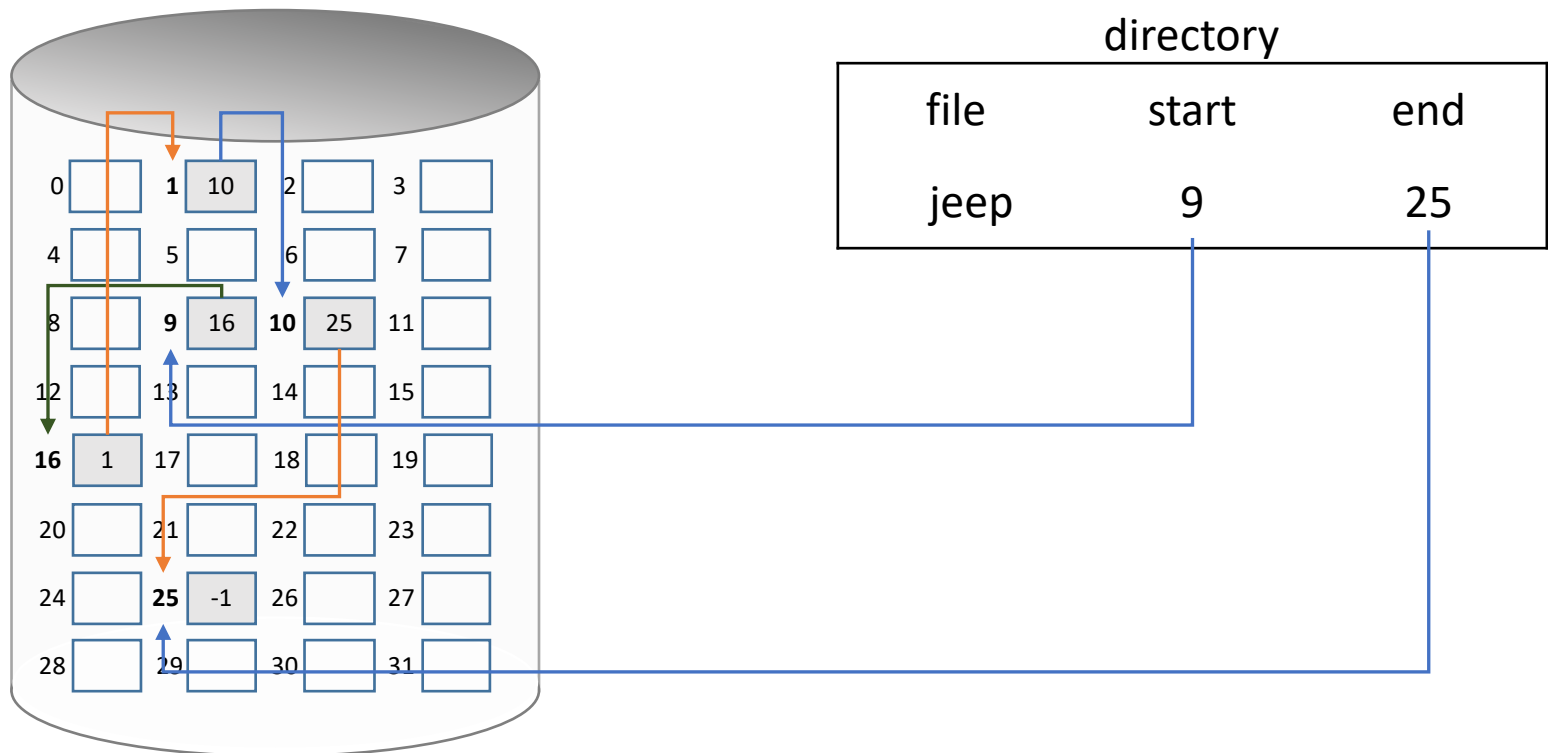 directory
file start end
jeep 9 25
0 1 10 2 3
4 5 6 7
8 9 16 10 25 11
12 13 14 15
16 1 17 18 19
20 21 22 23
24 25 -1 26 27
28 29 30 31